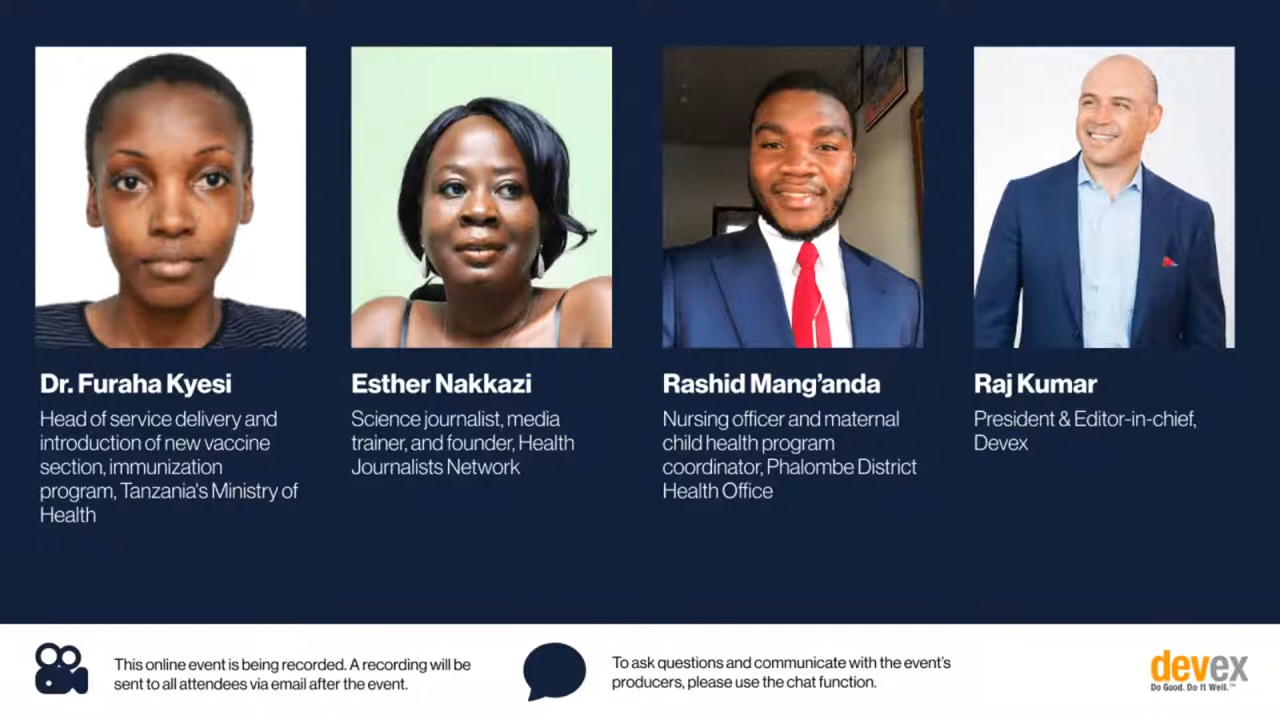 Dr. Furaha Kyesi
Head of service delivery and
introduction of new vaccine
section, immunization
program, Tanzania's Ministry of
Health
Esther Nakkazi
Science journalist, media
trainer, and founder, Health
Journalists Network
Rashid Mang’anda
Nursing officer and maternal
child health program
coordinator, Phalombe District
Health Office
Raj Kumar
President & Editor-in-chief,
Devex
This online event is being recorded. A recording will be
sent to all attendees via email after the event.
To ask questions and communicate with the event's
producers, please use the chat function.
devex
Do Good. Do It Well.™